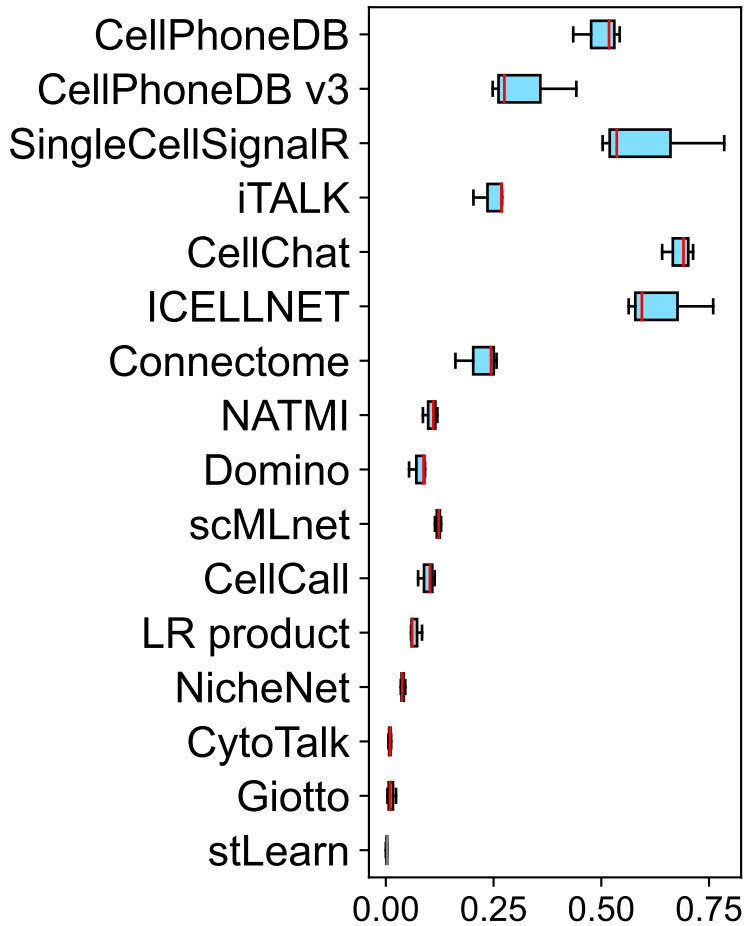 CellPhoneDB
CellPhoneDB v3
SingleCellSignalR
iTALK
CellChat
ICELLNET
Connectome
NATMI
Domino
scMLnet
CellCall
LR product
NicheNet
CytoTalk
Giotto
stLearn
0.00 0.25 0.50 0.75